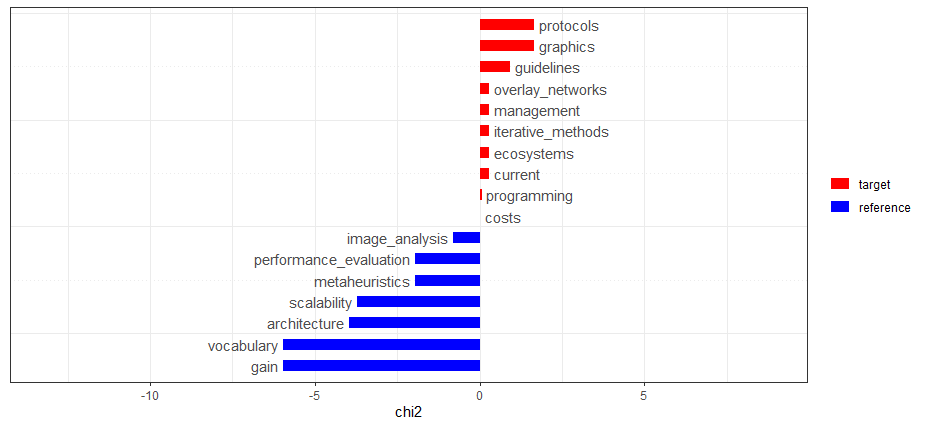 protocols
graphics
guidelines
overlay_networks
management
iterative_methods
ecosystems
current
programming
costs
image_analysis
performance_evaluation
metaheuristics
scalability
architecture
vocabulary
gain
-10 -5 0 5
chi2
target
reference